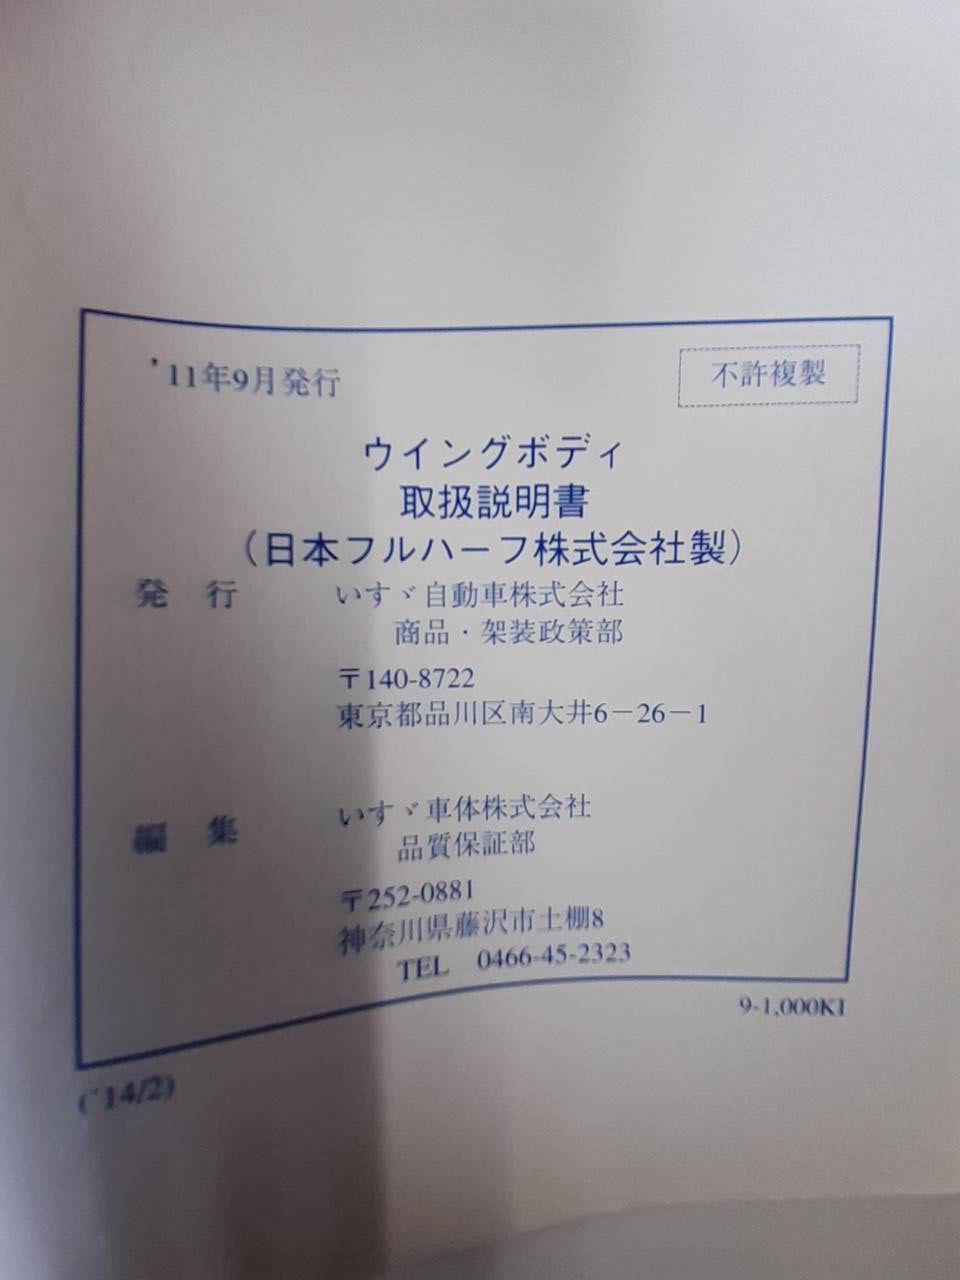 '11年9月発行
不許複製
ウイングボディ
取扱説明書
（日本フルハーフ株式会社製）
発 行 いすゞ自動車株式会社
商品・架装政策部
〒140-8722
東京都品川区南大井6－26－1
編 集 いすゞ車体株式会社
品質保証部
〒252-0881
神奈川県藤沢市土棚8
TEL 0466-45-2323
9-1,000KI
('14/2)